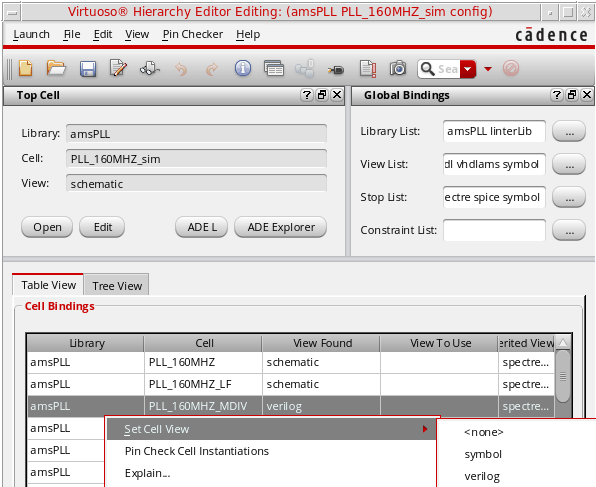 Virtuoso® Hierarchy Editor Editing: (amsPLL PLL_160MHZ_sim config)
Launch File Edit View Pin Checker Help cādence
Sea
Top Cell
Library: amsPLL
Cell: PLL_160MHZ_sim
View: schematic
Open Edit ADE L ADE Explorer
Global Bindings
Library List: amsPLL linterLib ...
View List: dl vhdlams symbol ...
Stop List: ectre spice symbol ...
Constraint List: ...
Table View Tree View
Cell Bindings
Library Cell View Found View To Use erited View
amsPLL PLL_160MHZ schematic spectre...
amsPLL PLL_160MHZ_LF schematic spectre...
amsPLL PLL_160MHZ_MDIV verilog spectre...
amsPLL
amsPLL
amsPLL
Set Cell View
Pin Check Cell Instantiations
Explain...
<none>
symbol
verilog